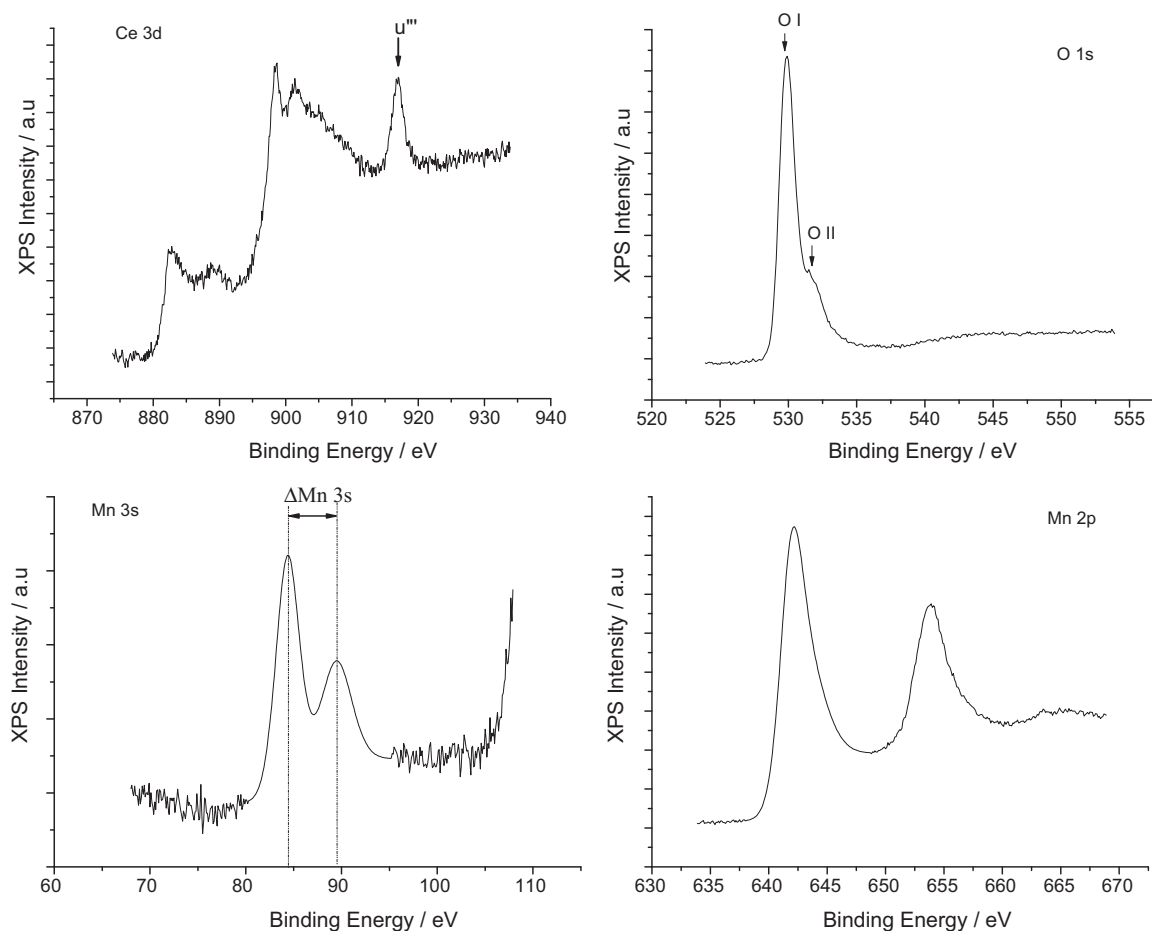 Ce 3d
u'''
XPS Intensity / a.u
870 880 890 900 910 920 930 940
Binding Energy / eV
O I
O 1s
O II
XPS Intensity / a.u
520 525 530 535 540 545 550 555
Binding Energy / eV
Mn 3s
ΔMn 3s
XPS Intensity / a.u
60 70 80 90 100 110
Binding Energy / eV
Mn 2p
XPS Intensity / a.u
630 635 640 645 650 655 660 665 670
Binding Energy / eV